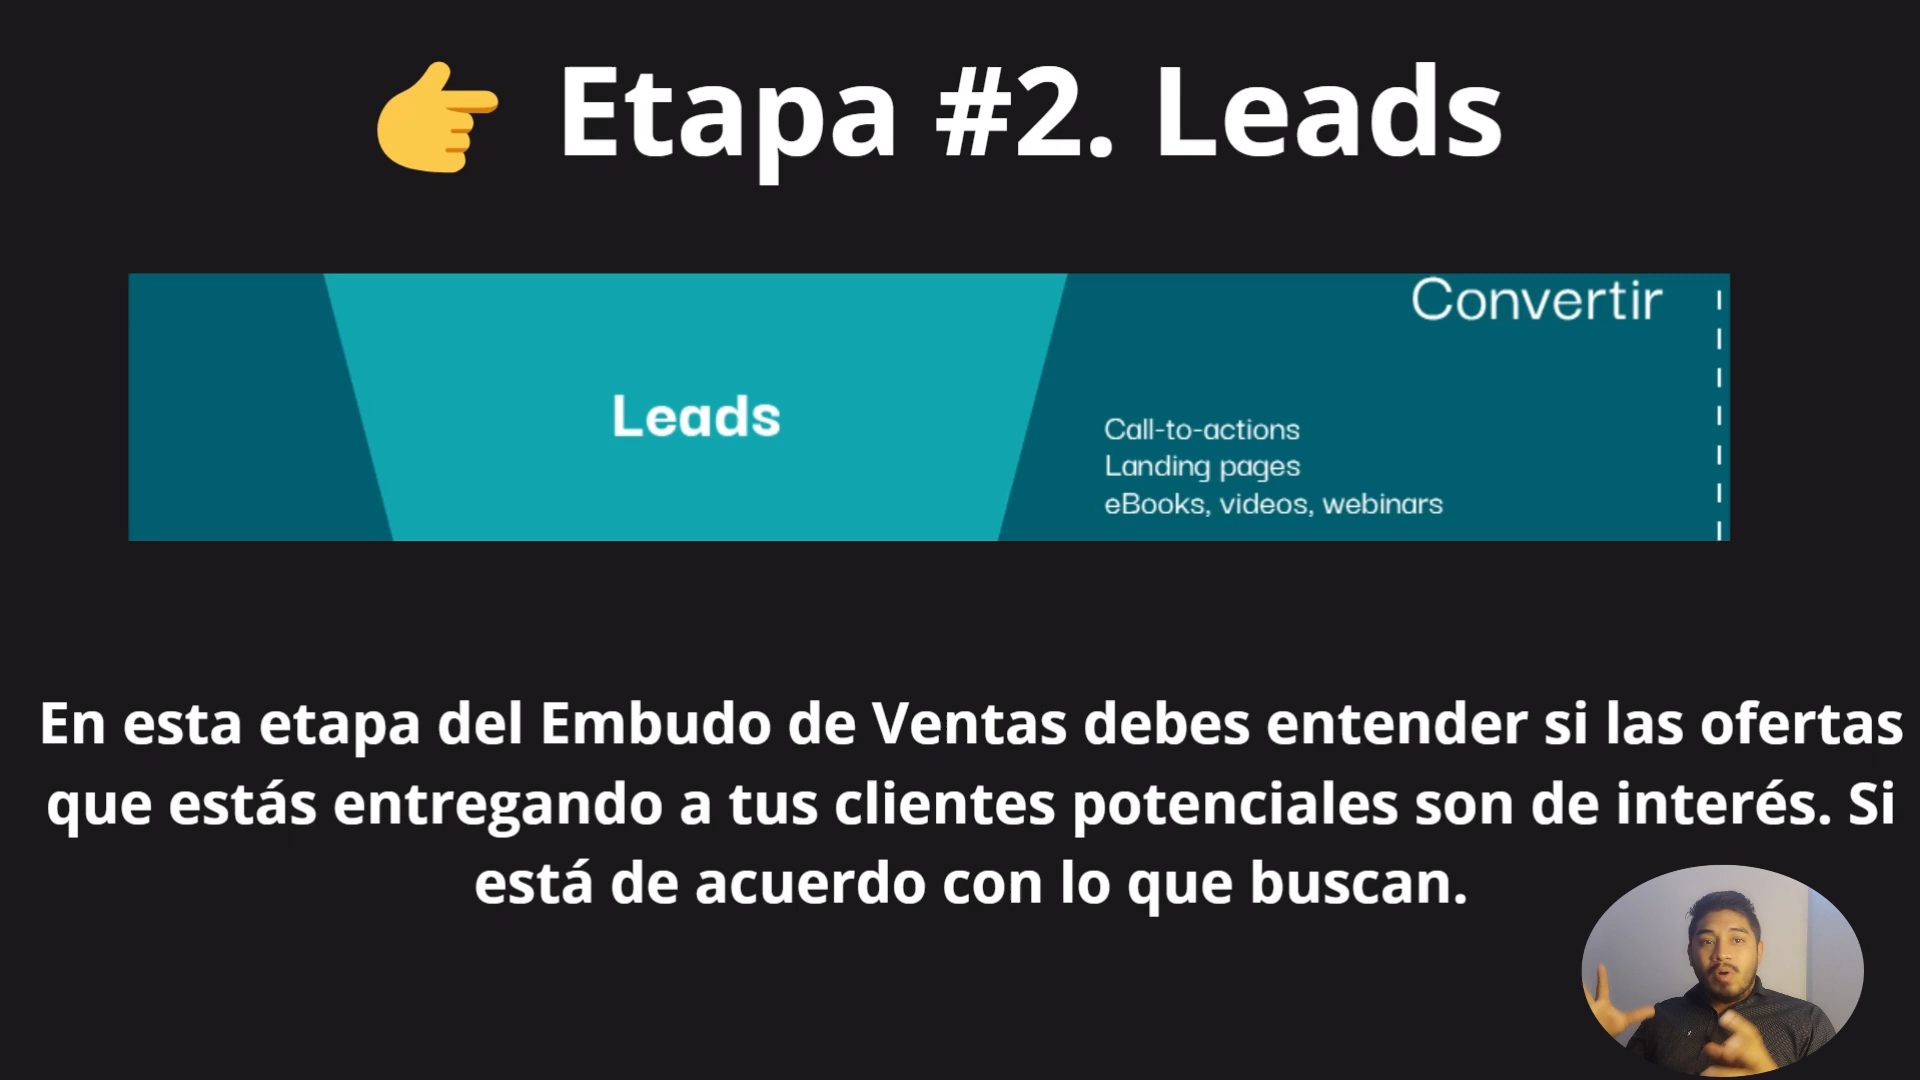 Etapa #2. Leads
Convertir
Leads
Call-to-actions
Landing pages
eBooks, videos, webinars
En esta etapa del Embudo de Ventas debes entender si las ofertas
que estás entregando a tus clientes potenciales son de interés. Si
está de acuerdo con lo que buscan.